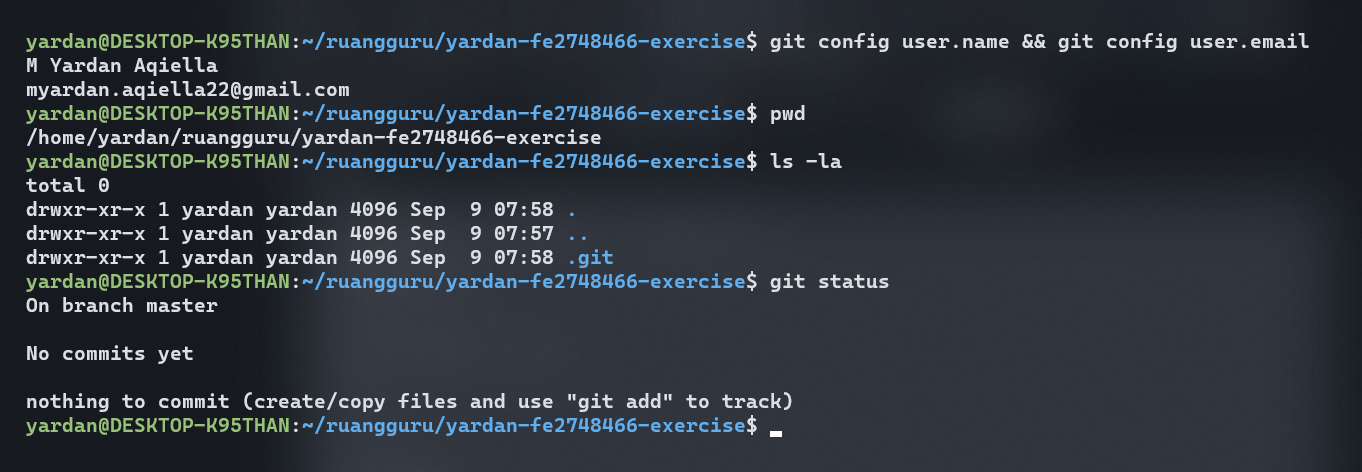 yardan@DESKTOP-K95THAN:~/ruangguru/yardan-fe2748466-exercise$ git config user.name && git config user.email
M Yardan Aqiella
myardan.aqiella22@gmail.com
yardan@DESKTOP-K95THAN:~/ruangguru/yardan-fe2748466-exercise$ pwd
/home/yardan/ruangguru/yardan-fe2748466-exercise
yardan@DESKTOP-K95THAN:~/ruangguru/yardan-fe2748466-exercise$ ls -la
total 0
drwxr-xr-x 1 yardan yardan 4096 Sep  9 07:58 .
drwxr-xr-x 1 yardan yardan 4096 Sep  9 07:57 ..
drwxr-xr-x 1 yardan yardan 4096 Sep  9 07:58 .git
yardan@DESKTOP-K95THAN:~/ruangguru/yardan-fe2748466-exercise$ git status
On branch master
No commits yet
nothing to commit (create/copy files and use "git add" to track)
yardan@DESKTOP-K95THAN:~/ruangguru/yardan-fe2748466-exercise$